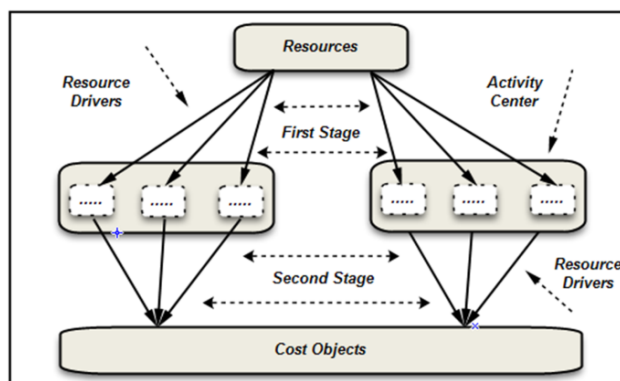 Resources
Resource
Drivers
Activity
Center
First Stage
.....
.....
.....
.....
.....
.....
Second Stage
Resource
Drivers
Cost Objects